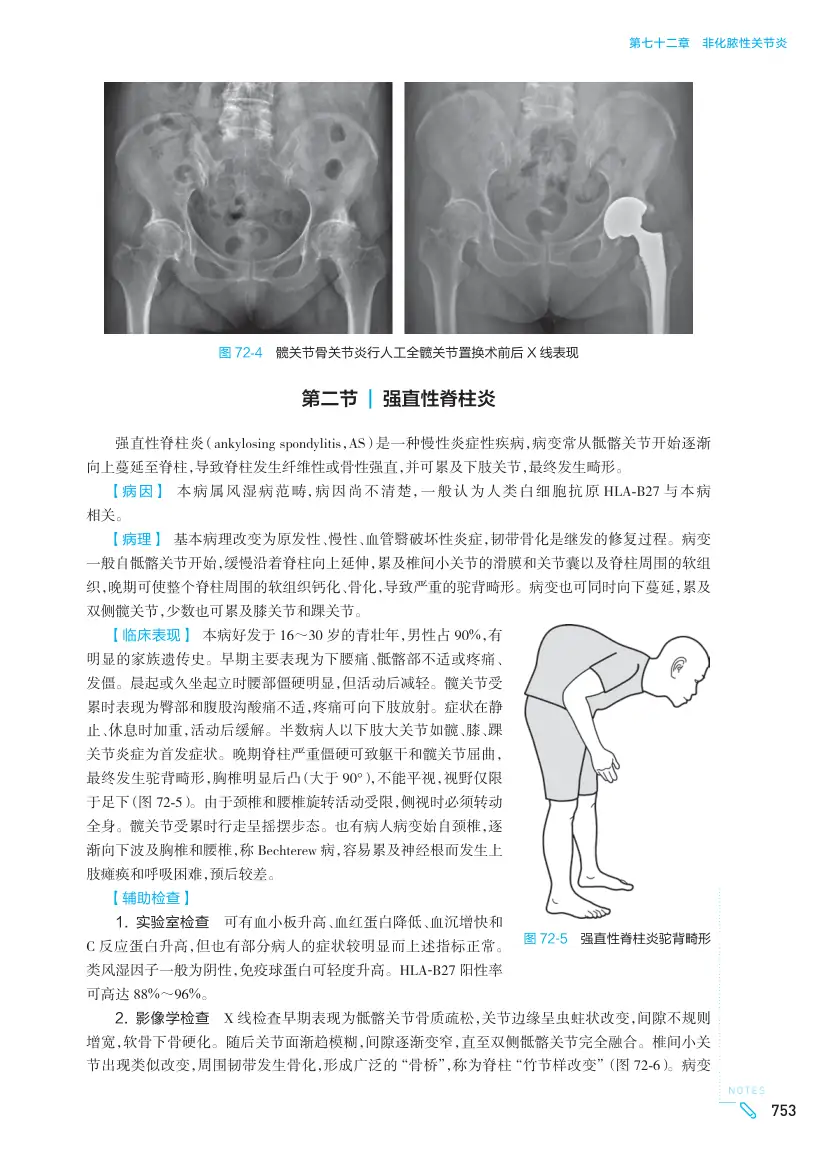 第七十二章 非化脓性关节炎
图 72-4 髋关节骨关节炎行人工全髋关节置换术前后 X 线表现
第二节 | 强直性脊柱炎
强直性脊柱炎（ankylosing spondylitis，AS）是一种慢性炎症性疾病，病变常从骶髂关节开始逐渐
向上蔓延至脊柱，导致脊柱发生纤维性或骨性强直，并可累及下肢关节，最终发生畸形。
【病因】 本病属风湿病范畴，病因尚不清楚，一般认为人类白细胞抗原 HLA-B27 与本病
相关。
【病理】 基本病理改变为原发性、慢性、血管翳破坏性炎症，韧带骨化是继发的修复过程。病变
一般自骶髂关节开始，缓慢沿着脊柱向上延伸，累及椎间小关节的滑膜和关节囊以及脊柱周围的软组
织，晚期可使整个脊柱周围的软组织钙化、骨化，导致严重的驼背畸形。病变也可同时向下蔓延，累及
双侧髋关节，少数也可累及膝关节和踝关节。
【临床表现】 本病好发于 16～30 岁的青壮年，男性占 90%，有
明显的家族遗传史。早期主要表现为下腰痛、骶髂部不适或疼痛、
发僵。晨起或久坐起立时腰部僵硬明显，但活动后减轻。髋关节受
累时表现为臀部和腹股沟酸痛不适，疼痛可向下肢放射。症状在静
止、休息时加重，活动后缓解。半数病人以下肢大关节如髋、膝、踝
关节炎症为首发症状。晚期脊柱严重僵硬可致躯干和髋关节屈曲，
最终发生驼背畸形，胸椎明显后凸（大于 90°），不能平视，视野仅限
于足下（图 72-5）。由于颈椎和腰椎旋转活动受限，侧视时必须转动
全身。髋关节受累时行走呈摇摆步态。也有病人病变始自颈椎，逐
渐向下波及胸椎和腰椎，称 Bechterew 病，容易累及神经根而发生上
肢瘫痪和呼吸困难，预后较差。
【辅助检查】
1. 实验室检查 可有血小板升高、血红蛋白降低、血沉增快和
C 反应蛋白升高，但也有部分病人的症状较明显而上述指标正常。
类风湿因子一般为阴性，免疫球蛋白可轻度升高。HLA-B27 阳性率
可高达 88%～96%。
图 72-5 强直性脊柱炎驼背畸形
2. 影像学检查 X 线检查早期表现为骶髂关节骨质疏松，关节边缘呈虫蛀状改变，间隙不规则
增宽，软骨下骨硬化。随后关节面渐趋模糊，间隙逐渐变窄，直至双侧骶髂关节完全融合。椎间小关
节出现类似改变，周围韧带发生骨化，形成广泛的“骨桥”，称为脊柱“竹节样改变”（图 72-6）。病变
NOTES
753